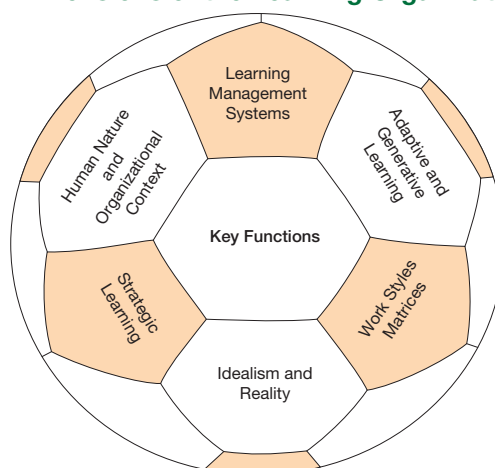 Learning
Management
Systems
Human Nature
and
Organizational
Context
Adaptive and
Generative
Learning
Key Functions
Strategic
Learning
Work Styles
Matrices
Idealism and
Reality